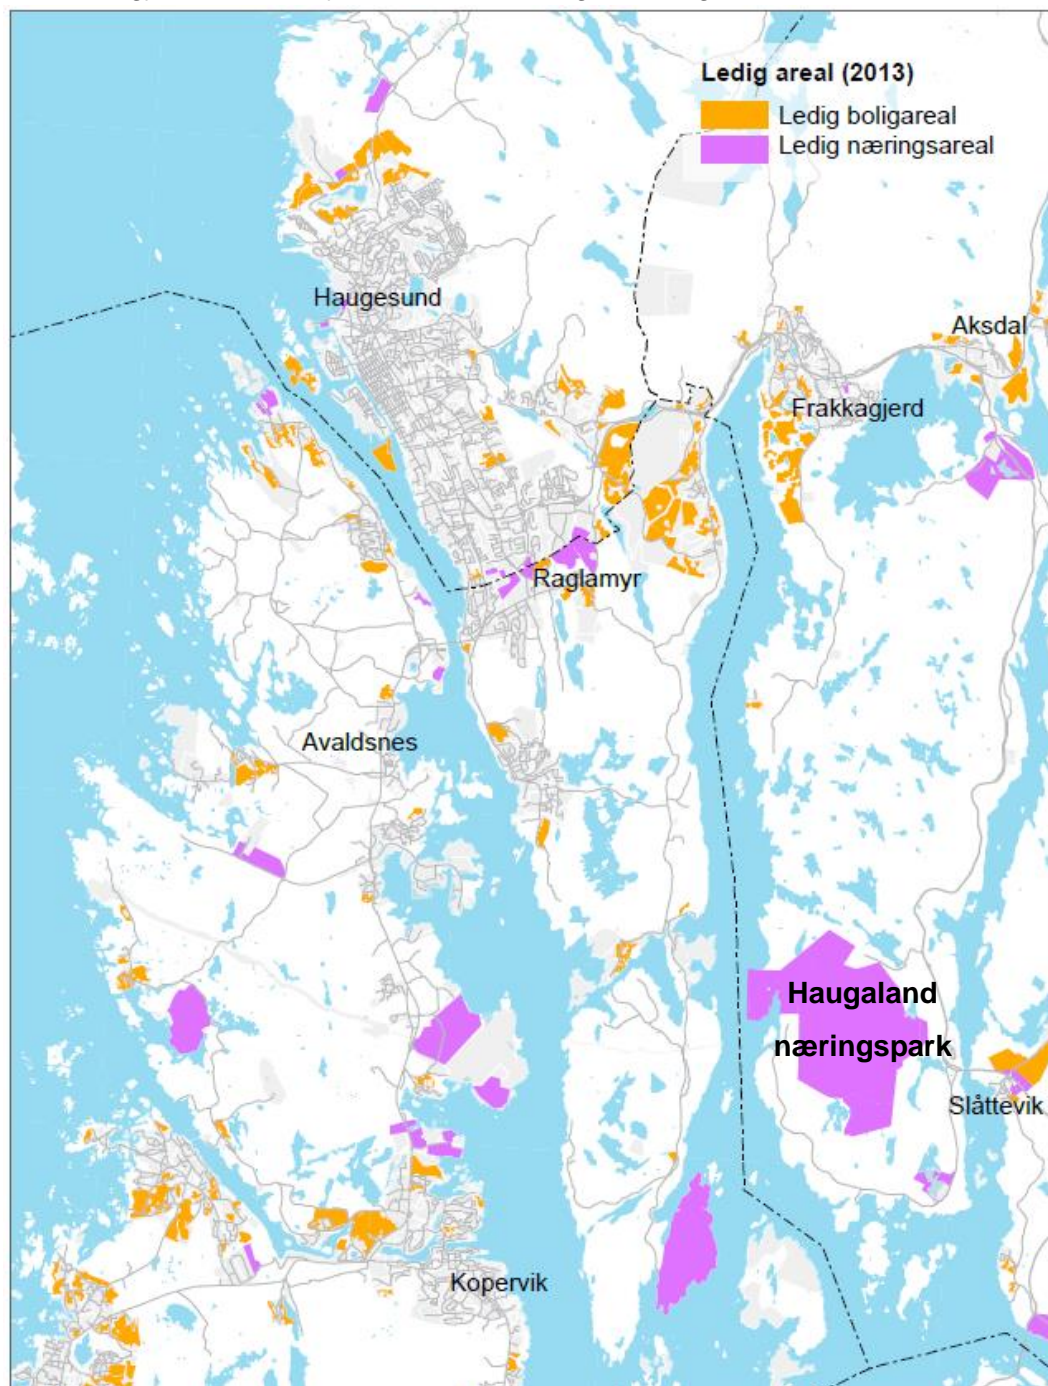 Ledig areal (2013)
Ledig boligareal
Ledig næringsareal
Haugesund
Aksdal
Frakkagjerd
Raglamyr
Avaldsnes
Haugaland
næringspark
Slåttevik
Kopervik